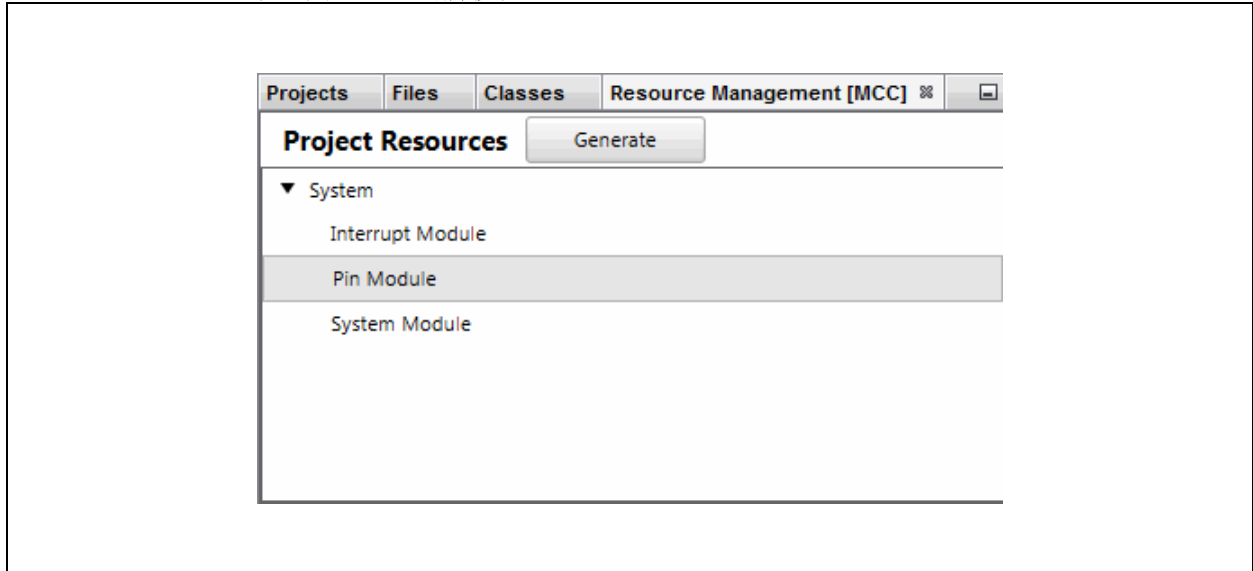 Projects Files Classes Resource Management [MCC]
Project Resources Generate
System
Interrupt Module
Pin Module
System Module